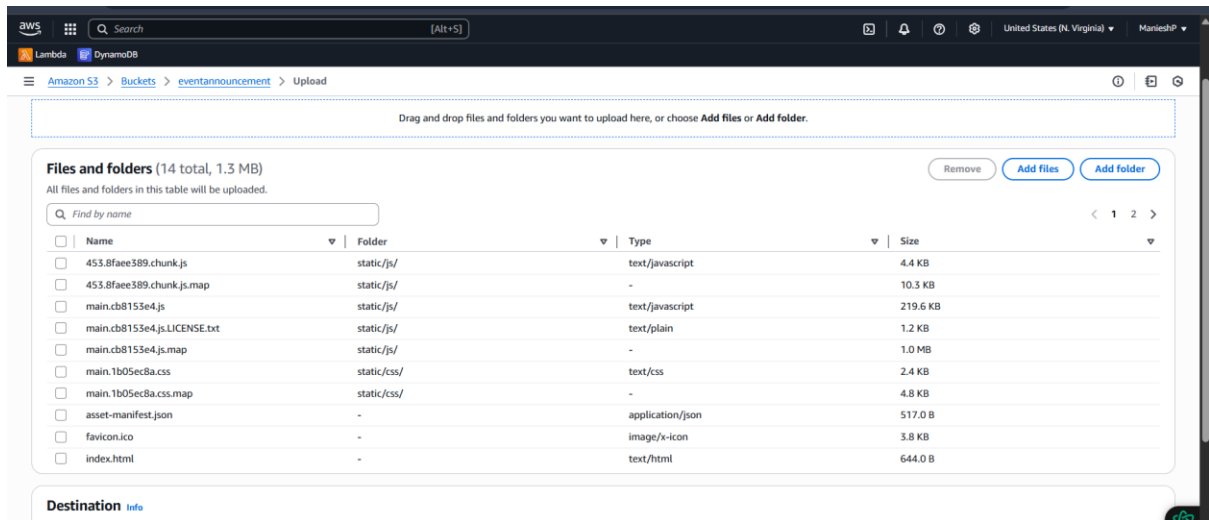 aws Search [Alt+S] United States (N. Virginia) ManieshP
Lambda DynamoDB
Amazon S3 > Buckets > eventannouncement > Upload
Drag and drop files and folders you want to upload here, or choose Add files or Add folder.
Files and folders (14 total, 1.3 MB) Remove Add files Add folder
All files and folders in this table will be uploaded.
Find by name < 1 2 >
Name Folder Type Size
453.8faee389.chunk.js static/js/ text/javascript 4.4 KB
453.8faee389.chunk.js.map static/js/ - 10.3 KB
main.cb8153e4.js static/js/ text/javascript 219.6 KB
main.cb8153e4.js.LICENSE.txt static/js/ text/plain 1.2 KB
main.cb8153e4.js.map static/js/ - 1.0 MB
main.1b05ec8a.css static/css/ text/css 2.4 KB
main.1b05ec8a.css.map static/css/ - 4.8 KB
asset-manifest.json - application/json 517.0 B
favicon.ico - image/x-icon 3.8 KB
index.html - text/html 644.0 B
Destination Info